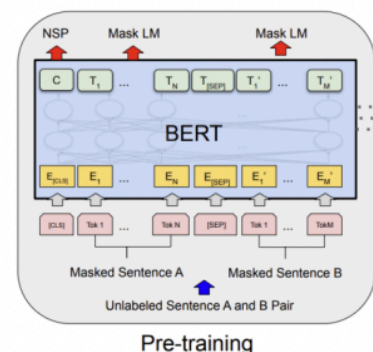 NSP Mask LM Mask LM
C T1 ... TN T[SEP] T1' ... TM'
BERT
E[CLS] E1 ... EN E[SEP] E1' ... EM'
[CLS] Tok 1 ... Tok N [SEP] Tok 1 ... TokM
Masked Sentence A Masked Sentence B
Unlabeled Sentence A and B Pair
Pre-training